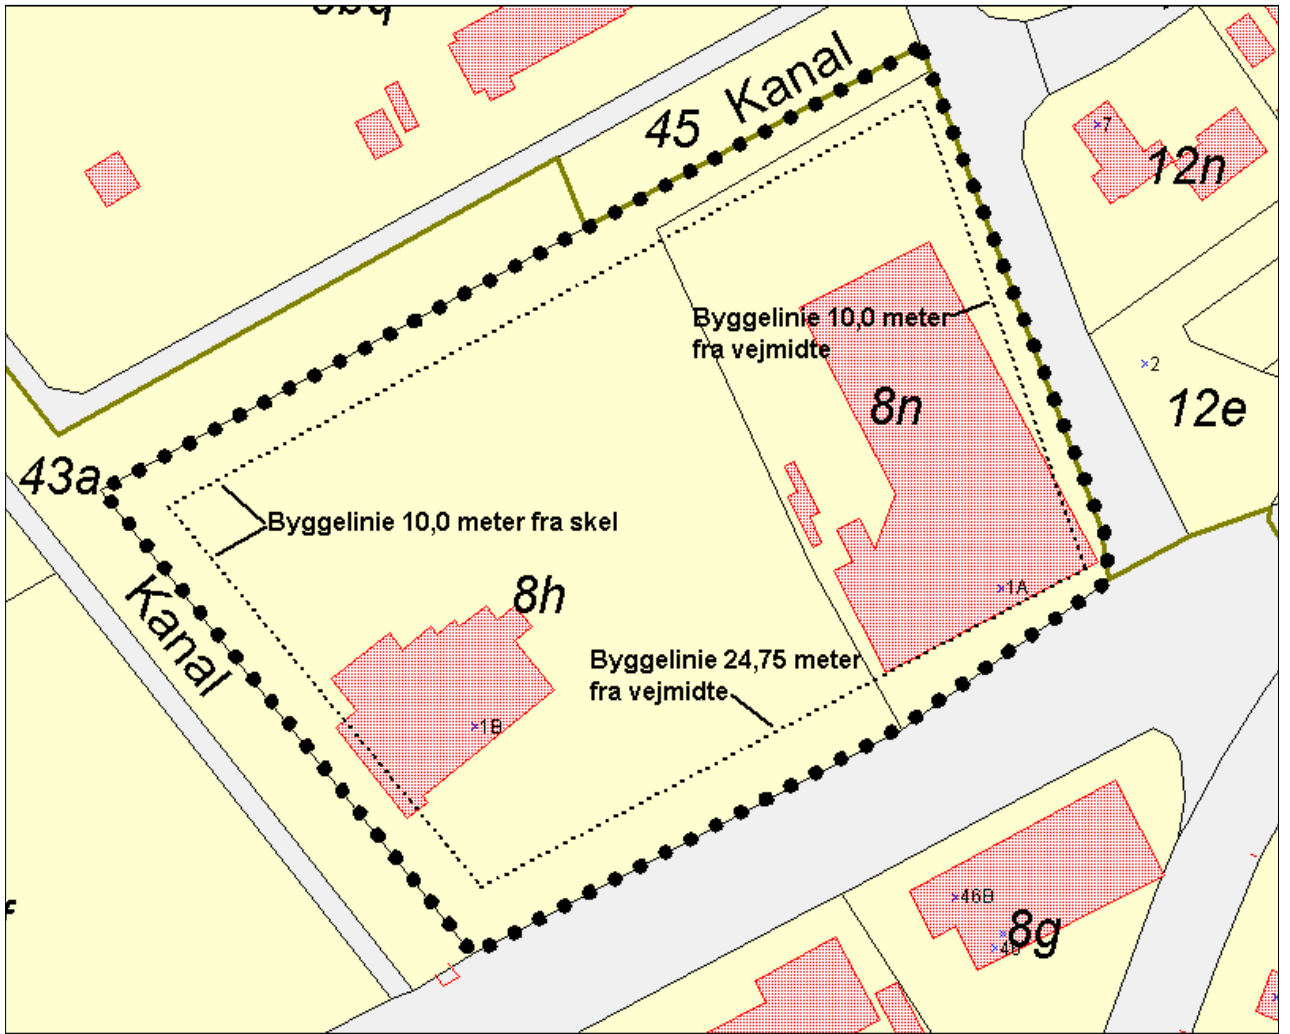 Kanal
45
7
12n
Byggelinie 10,0 meter
fra vejmidte
2
8n
12e
43a
Byggelinie 10,0 meter fra skel
Kanal
8h
1A
Byggelinie 24,75 meter
fra vejmidte
1B
46B
8g